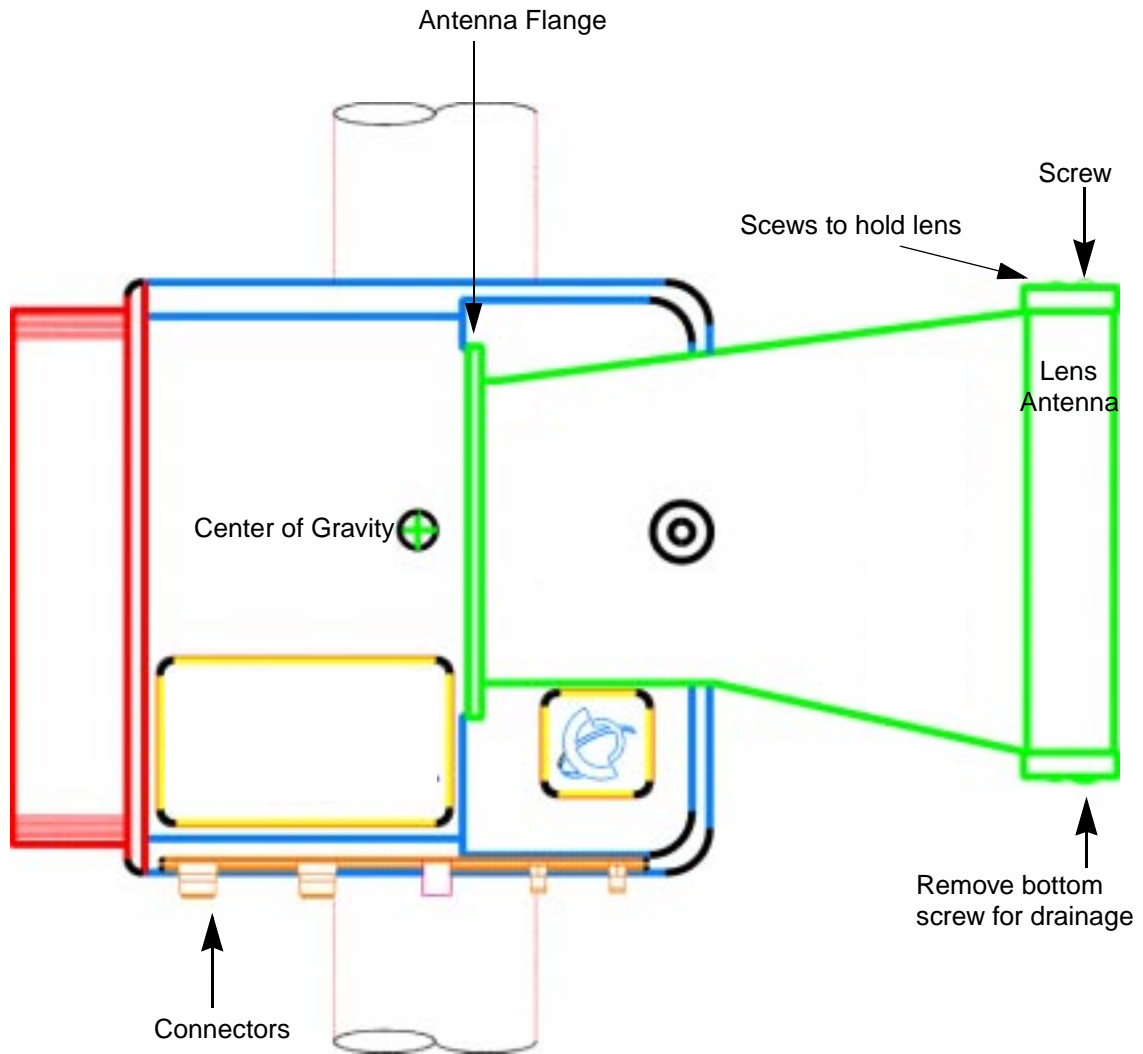 Antenna Flange
Screw
Scews to hold lens
Lens
Antenna
Center of Gravity
Remove bottom
screw for drainage
Connectors